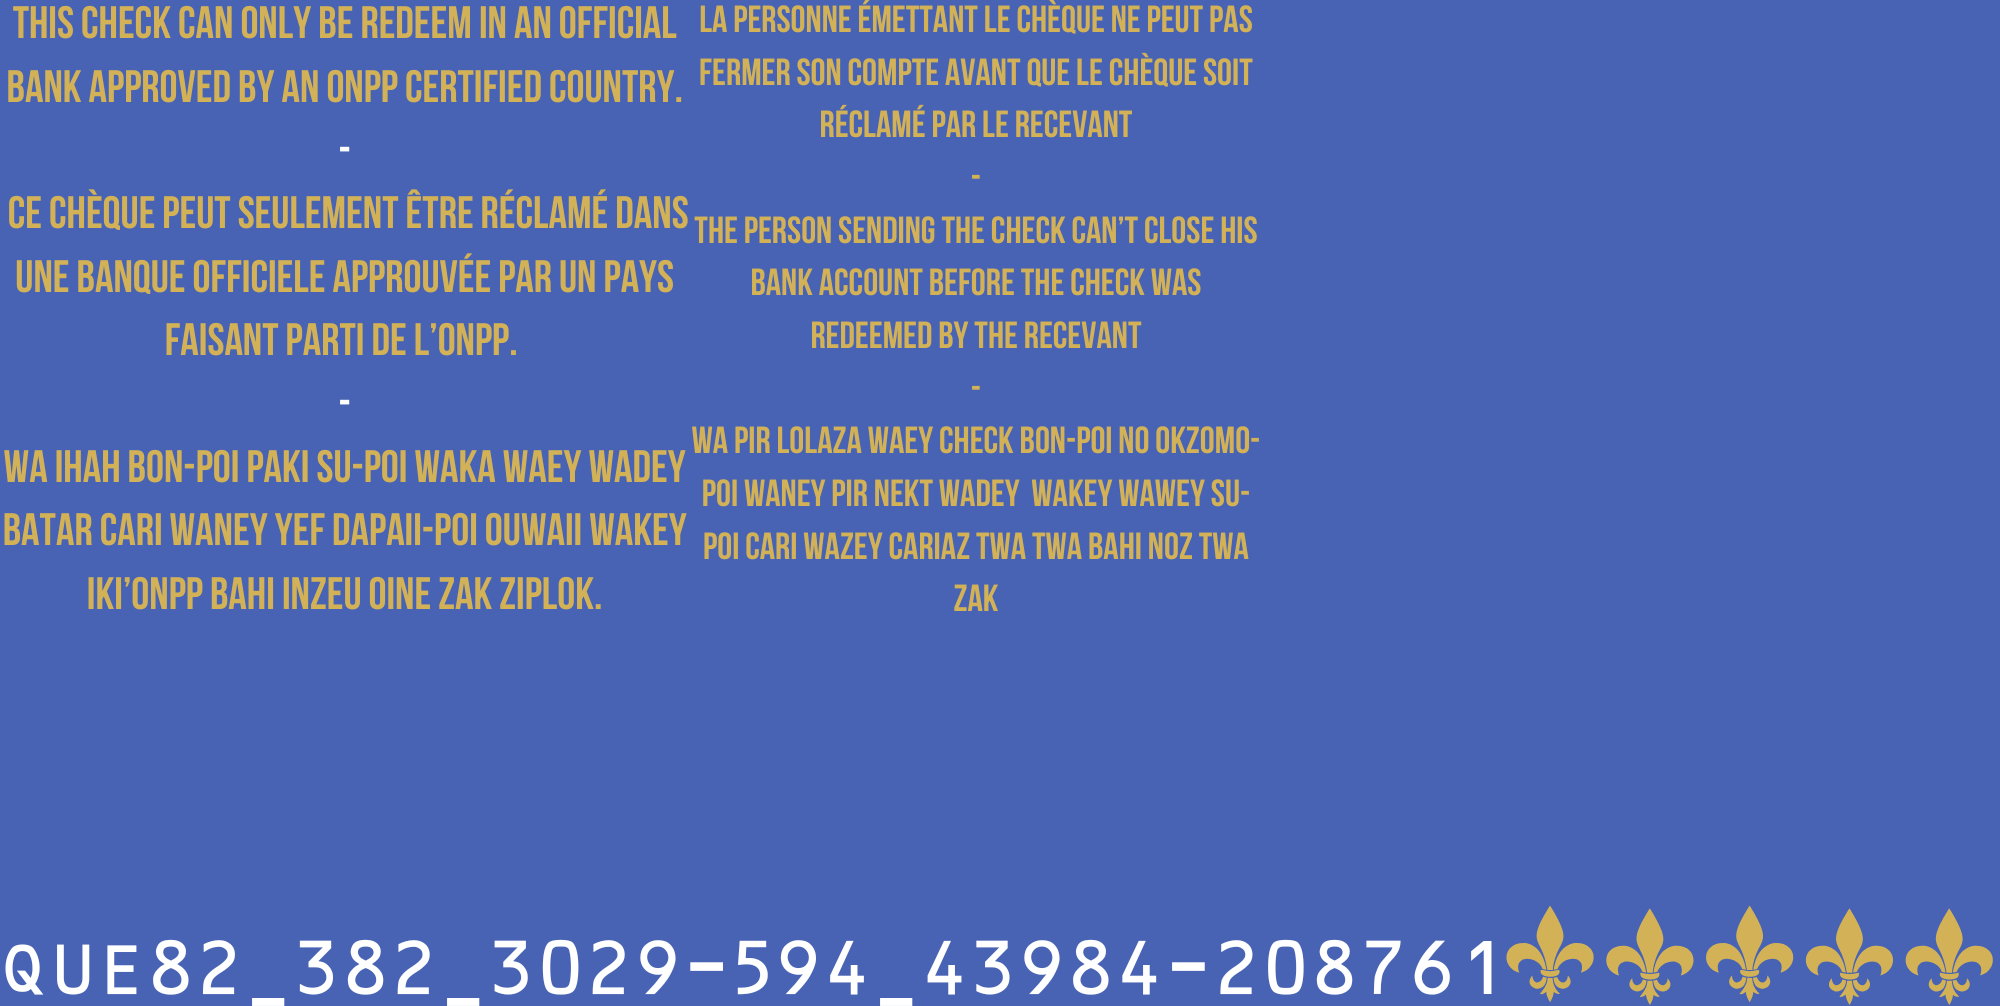 THIS CHECK CAN ONLY BE REDEEM IN AN OFFICIAL
BANK APPROVED BY AN ONPP CERTIFIED COUNTRY.
-
CE CHÈQUE PEUT SEULEMENT ÊTRE RÉCLAMÉ DANS
UNE BANQUE OFFICIELE APPROUVÉE PAR UN PAYS
FAISANT PARTI DE L’ONPP.
-
WA IHAH BON-POI PAKI SU-POI WAKA WAEY WADEY
BATAR CARI WANEY YEF DAPAII-POI OUWAII WAKEY
IKI’ONPP BAHI INZEU OINE ZAK ZIPLOK.
LA PERSONNE ÉMETTANT LE CHÈQUE NE PEUT PAS
FERMER SON COMPTE AVANT QUE LE CHÈQUE SOIT
RÉCLAMÉ PAR LE RECEVANT
-
THE PERSON SENDING THE CHECK CAN’T CLOSE HIS
BANK ACCOUNT BEFORE THE CHECK WAS
REDEEMED BY THE RECEVANT
-
WA PIR LOLAZA WAEY CHECK BON-POI NO OKZOMO-
POI WANEY PIR NEKT WADEY WAKEY WAWEY SU-
POI CARI WAZEY CARIAZ TWA TWA BAHI NOZ TWA
ZAK
QUE82_382_3029-594_43984-208761